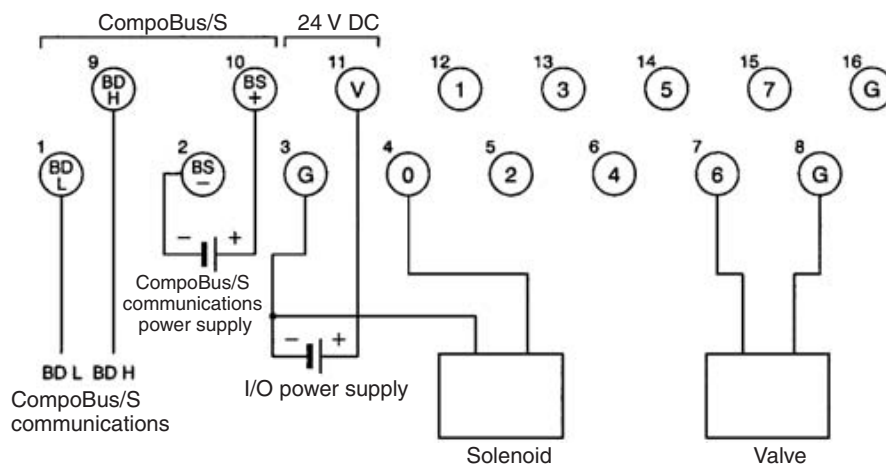 CompoBus/S 24 V DC
9 10 11 12 13 14 15 16
BD H BS + V 1 3 5 7 G
1 2 3 4 5 6 7 8
BD L BS − G 0 2 4 6 G
− +
CompoBus/S
communications
power supply
− +
BD L BD H
I/O power supply
CompoBus/S
communications
Solenoid Valve